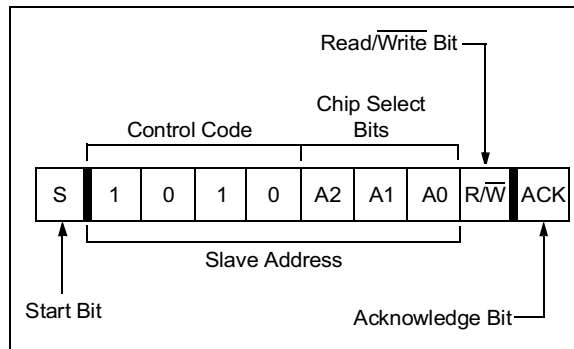 Read/Write Bit
Chip Select
Bits
Control Code
S 1 0 1 0 A2 A1 A0 R/W ACK
Slave Address
Start Bit
Acknowledge Bit